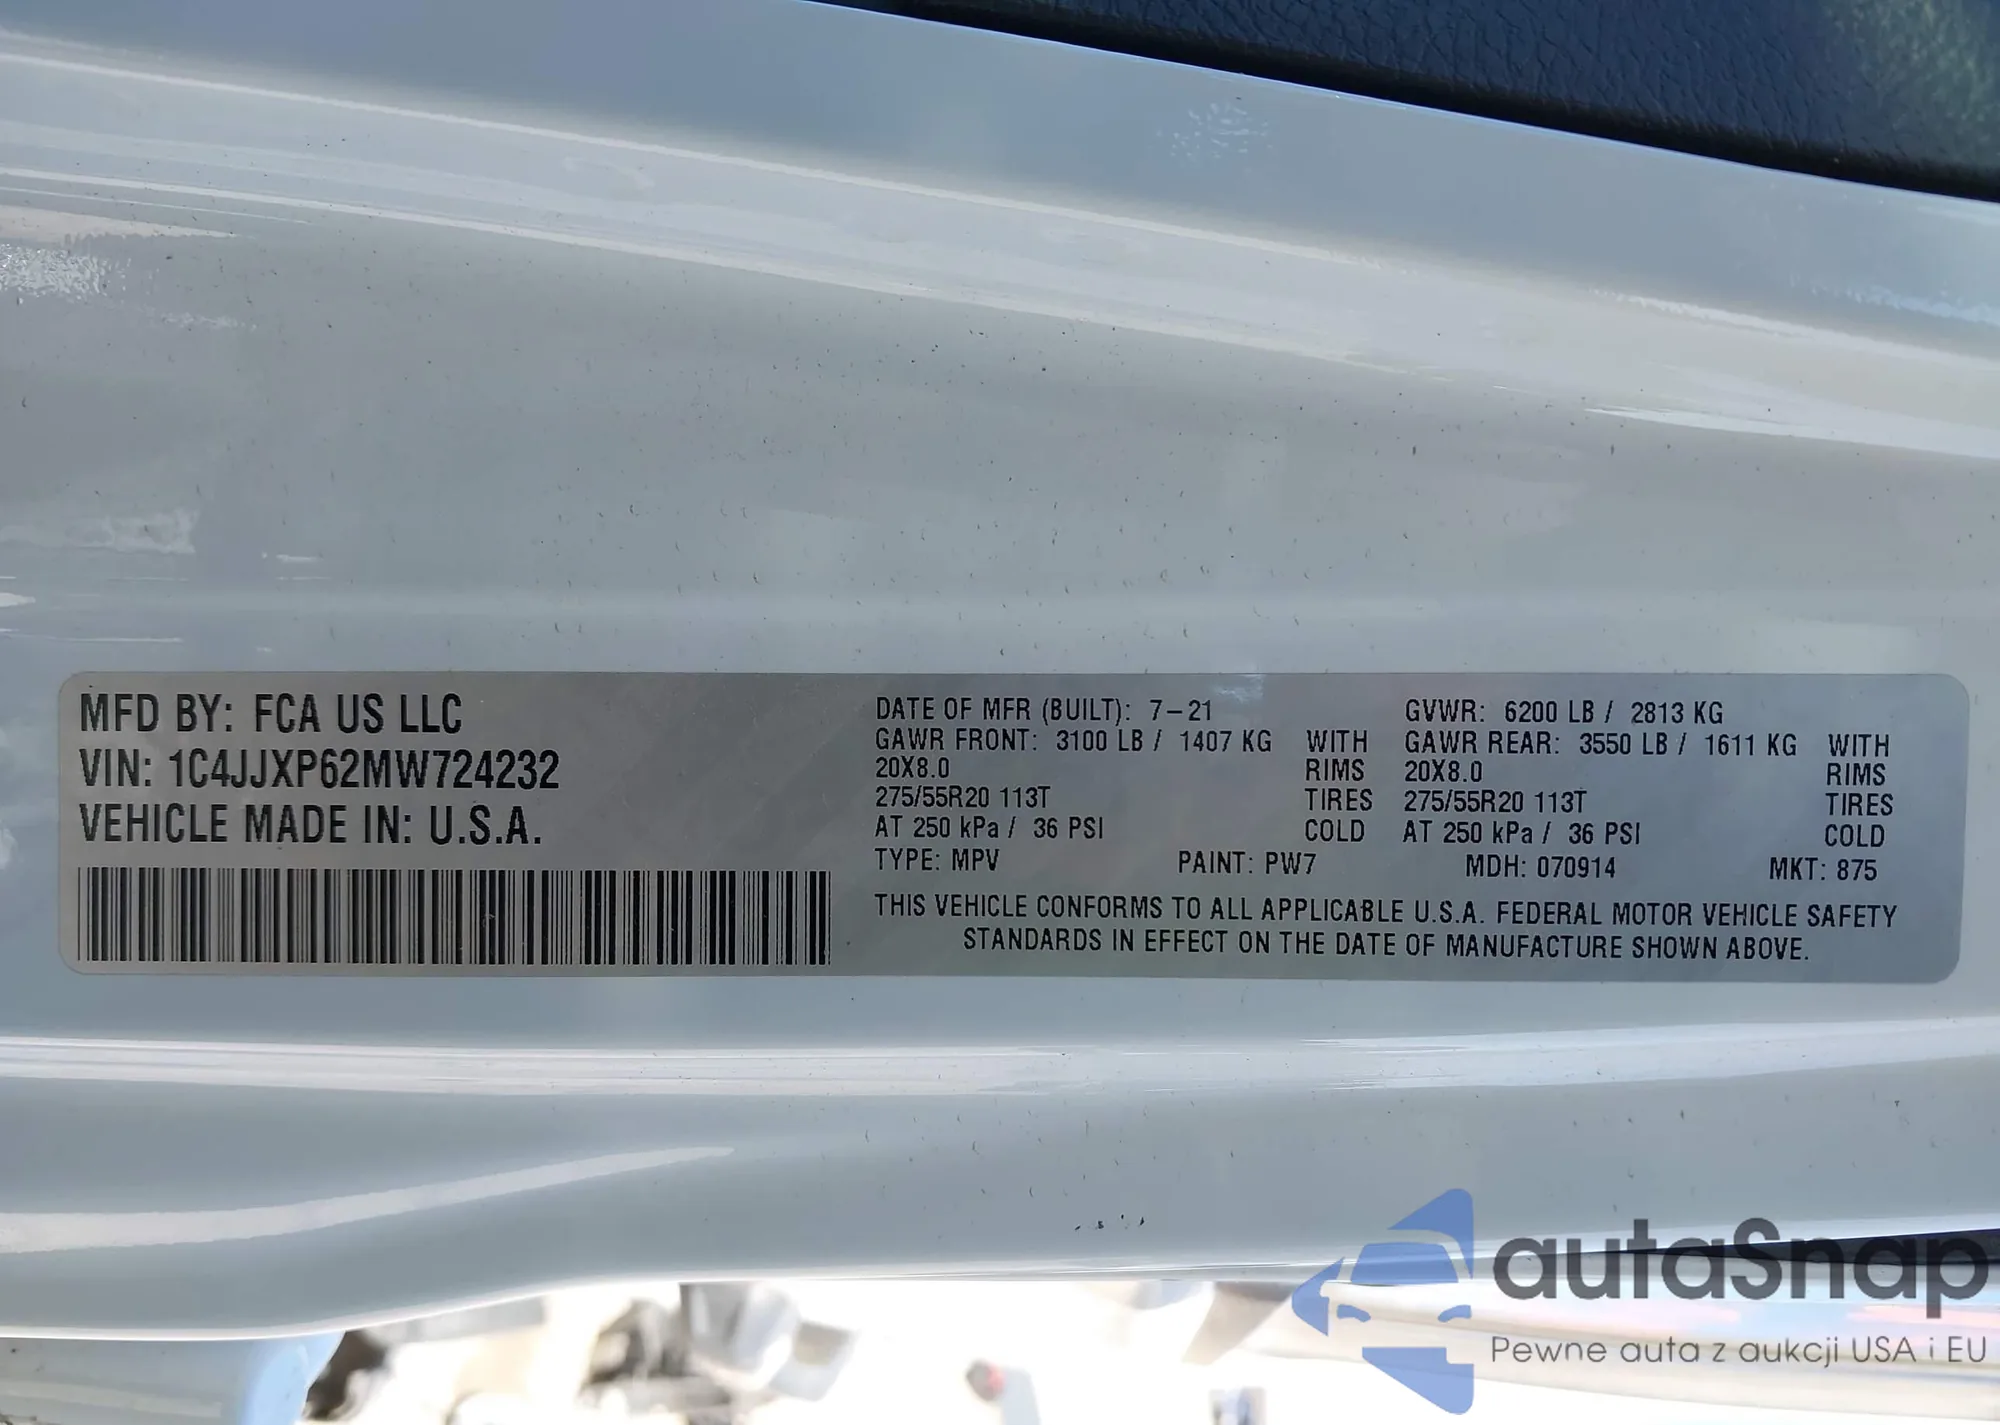 MFD BY: FCA US LLC
VIN: 1C4JJXP62MW724232
VEHICLE MADE IN: U.S.A.
DATE OF MFR (BUILT): 7-21 GVWR: 6200 LB / 2813 KG
GAWR FRONT: 3100 LB / 1407 KG WITH GAWR REAR: 3550 LB / 1611 KG WITH
20X8.0 RIMS 20X8.0 RIMS
275/55R20 113T TIRES 275/55R20 113T TIRES
AT 250 kPa / 36 PSI COLD AT 250 kPa / 36 PSI COLD
TYPE: MPV PAINT: PW7 MDH: 070914 MKT: 875
THIS VEHICLE CONFORMS TO ALL APPLICABLE U.S.A. FEDERAL MOTOR VEHICLE SAFETY
STANDARDS IN EFFECT ON THE DATE OF MANUFACTURE SHOWN ABOVE.
autaSnap
Pewne auta z aukcji USA i EU